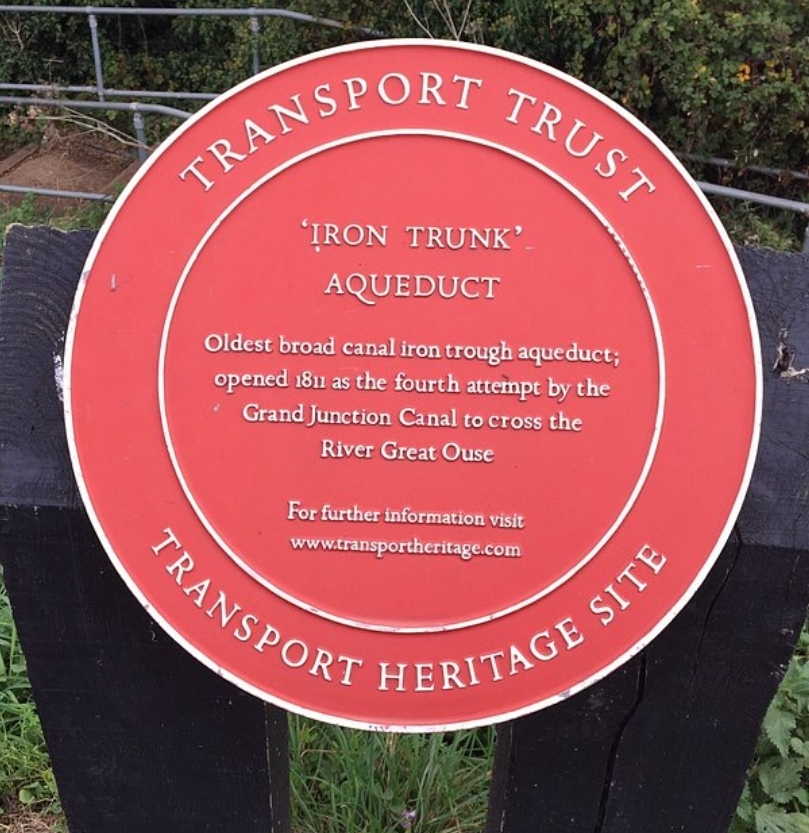 TRANSPORT TRUST
‘IRON TRUNK’
AQUEDUCT
Oldest broad canal iron trough aqueduct;
opened 1811 as the fourth attempt by the
Grand Junction Canal to cross the
River Great Ouse
For further information visit
www.transportheritage.com
TRANSPORT HERITAGE SITE